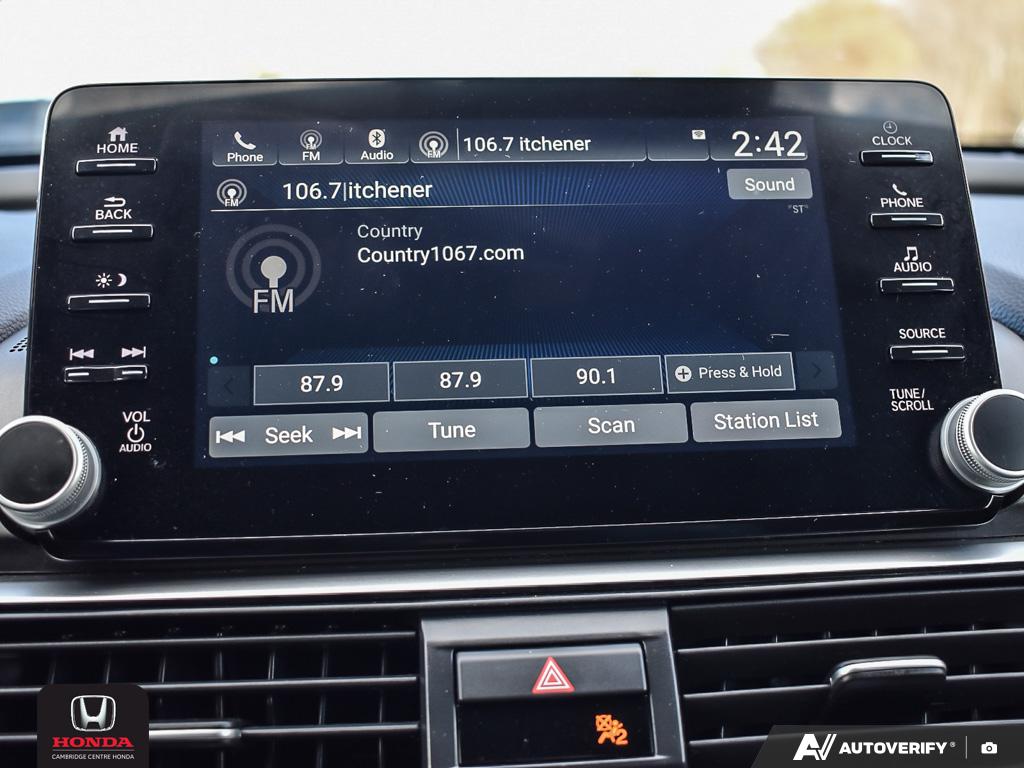 HOME
BACK
VOL
AUDIO
Phone
FM
Audio
FM
106.7 itchener
2:42
FM
106.7|itchener
Sound
"ST"
FM
Country
Country1067.com
87.9
87.9
90.1
Press & Hold
Seek
Tune
Scan
Station List
CLOCK
PHONE
AUDIO
SOURCE
TUNE/
SCROLL
2
HONDA
CAMBRIDGE CENTRE HONDA
AUTOVERIFY®